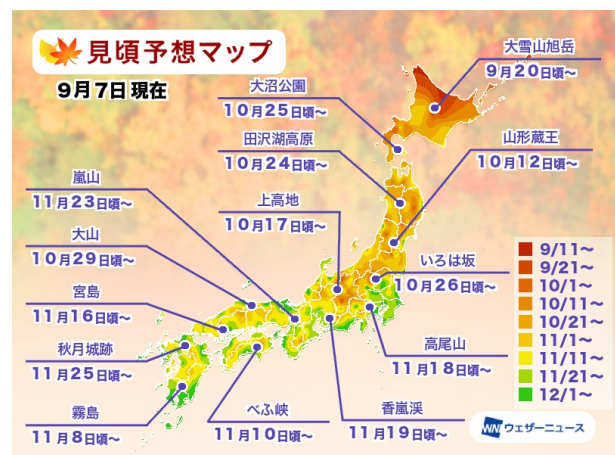 見頃予想マップ
9月7日 現在
大雪山旭岳
9月20日頃〜
大沼公園
10月25日頃〜
田沢湖高原
10月24日頃〜
山形蔵王
10月12日頃〜
嵐山
11月23日頃〜
上高地
10月17日頃〜
大山
10月29日頃〜
いろは坂
10月26日頃〜
宮島
11月16日頃〜
高尾山
11月18日頃〜
秋月城跡
11月25日頃〜
霧島
11月8日頃〜
べふ峡
11月10日頃〜
香嵐渓
11月19日頃〜
9/11〜
9/21〜
10/1〜
10/11〜
10/21〜
11/1〜
11/11〜
11/21〜
12/1〜
WNI ウェザーニュース